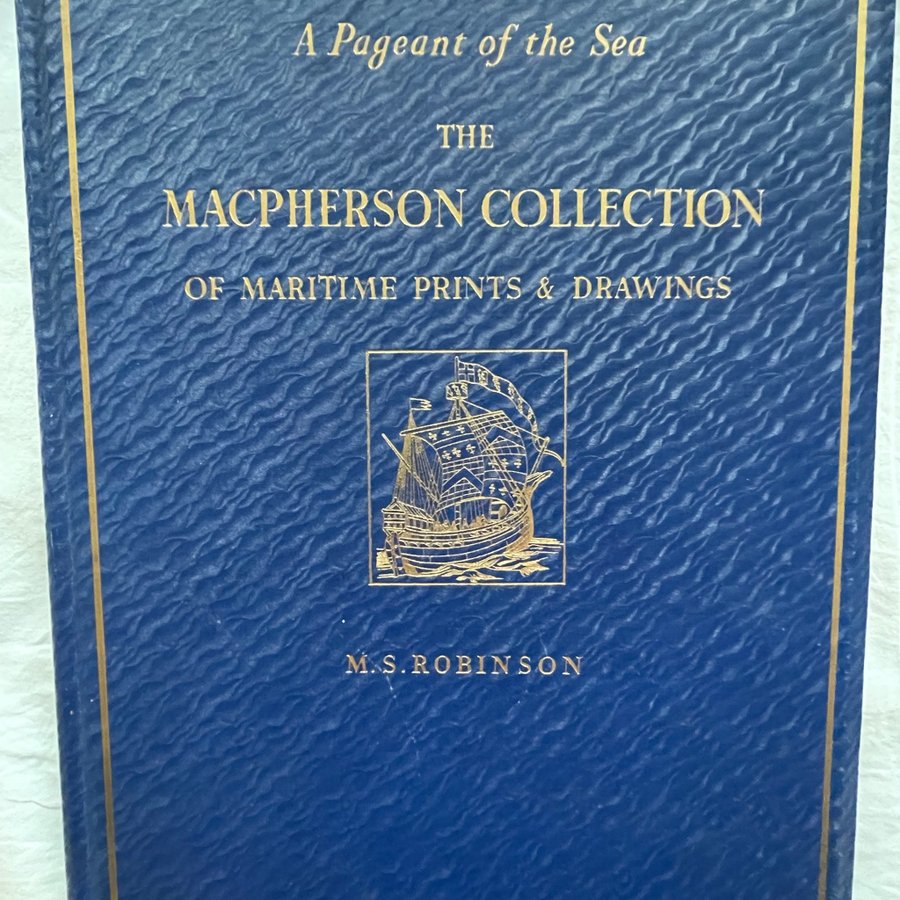 A Pageant of the Sea
THE
MACPHERSON COLLECTION
OF MARITIME PRINTS & DRAWINGS
M.S.ROBINSON